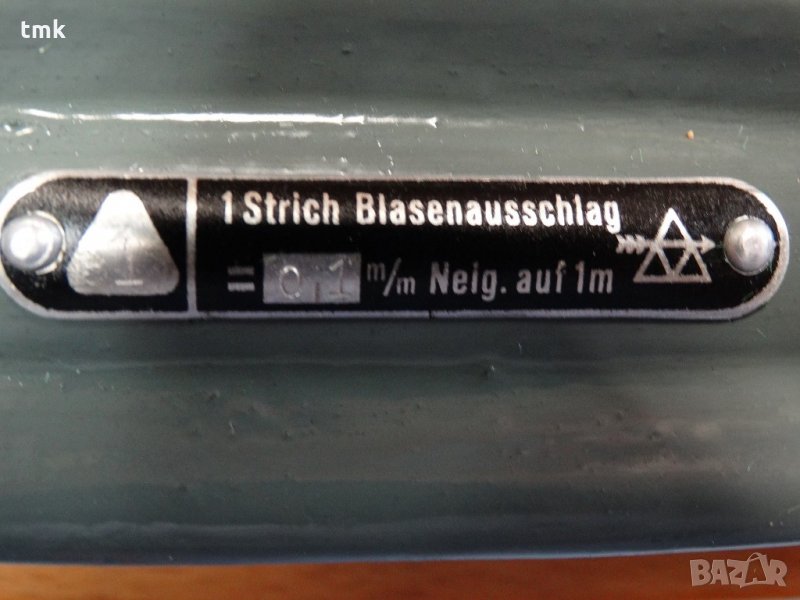 tmk
1 Strich Blasenausschlag
= 0,1 m/m Neig. auf 1m
BAZAR